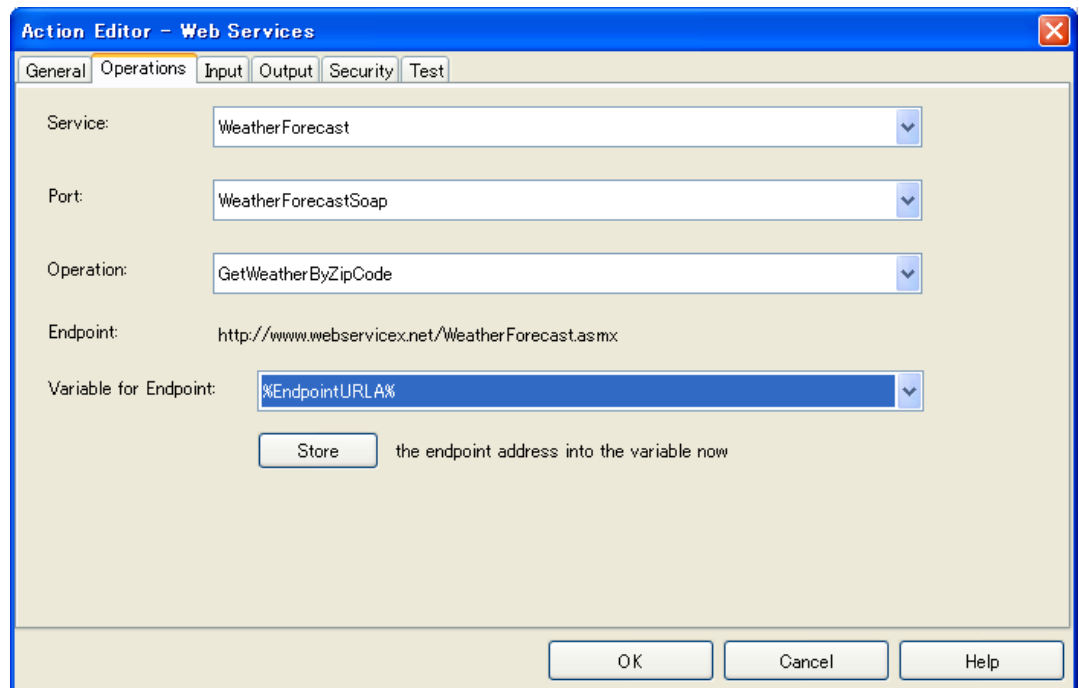 Action Editor - Web Services
General Operations Input Output Security Test
Service: WeatherForecast
Port: WeatherForecastSoap
Operation: GetWeatherByZipCode
Endpoint: http://www.webservicex.net/WeatherForecast.asmx
Variable for Endpoint: %EndpointURLA%
Store the endpoint address into the variable now
OK Cancel Help